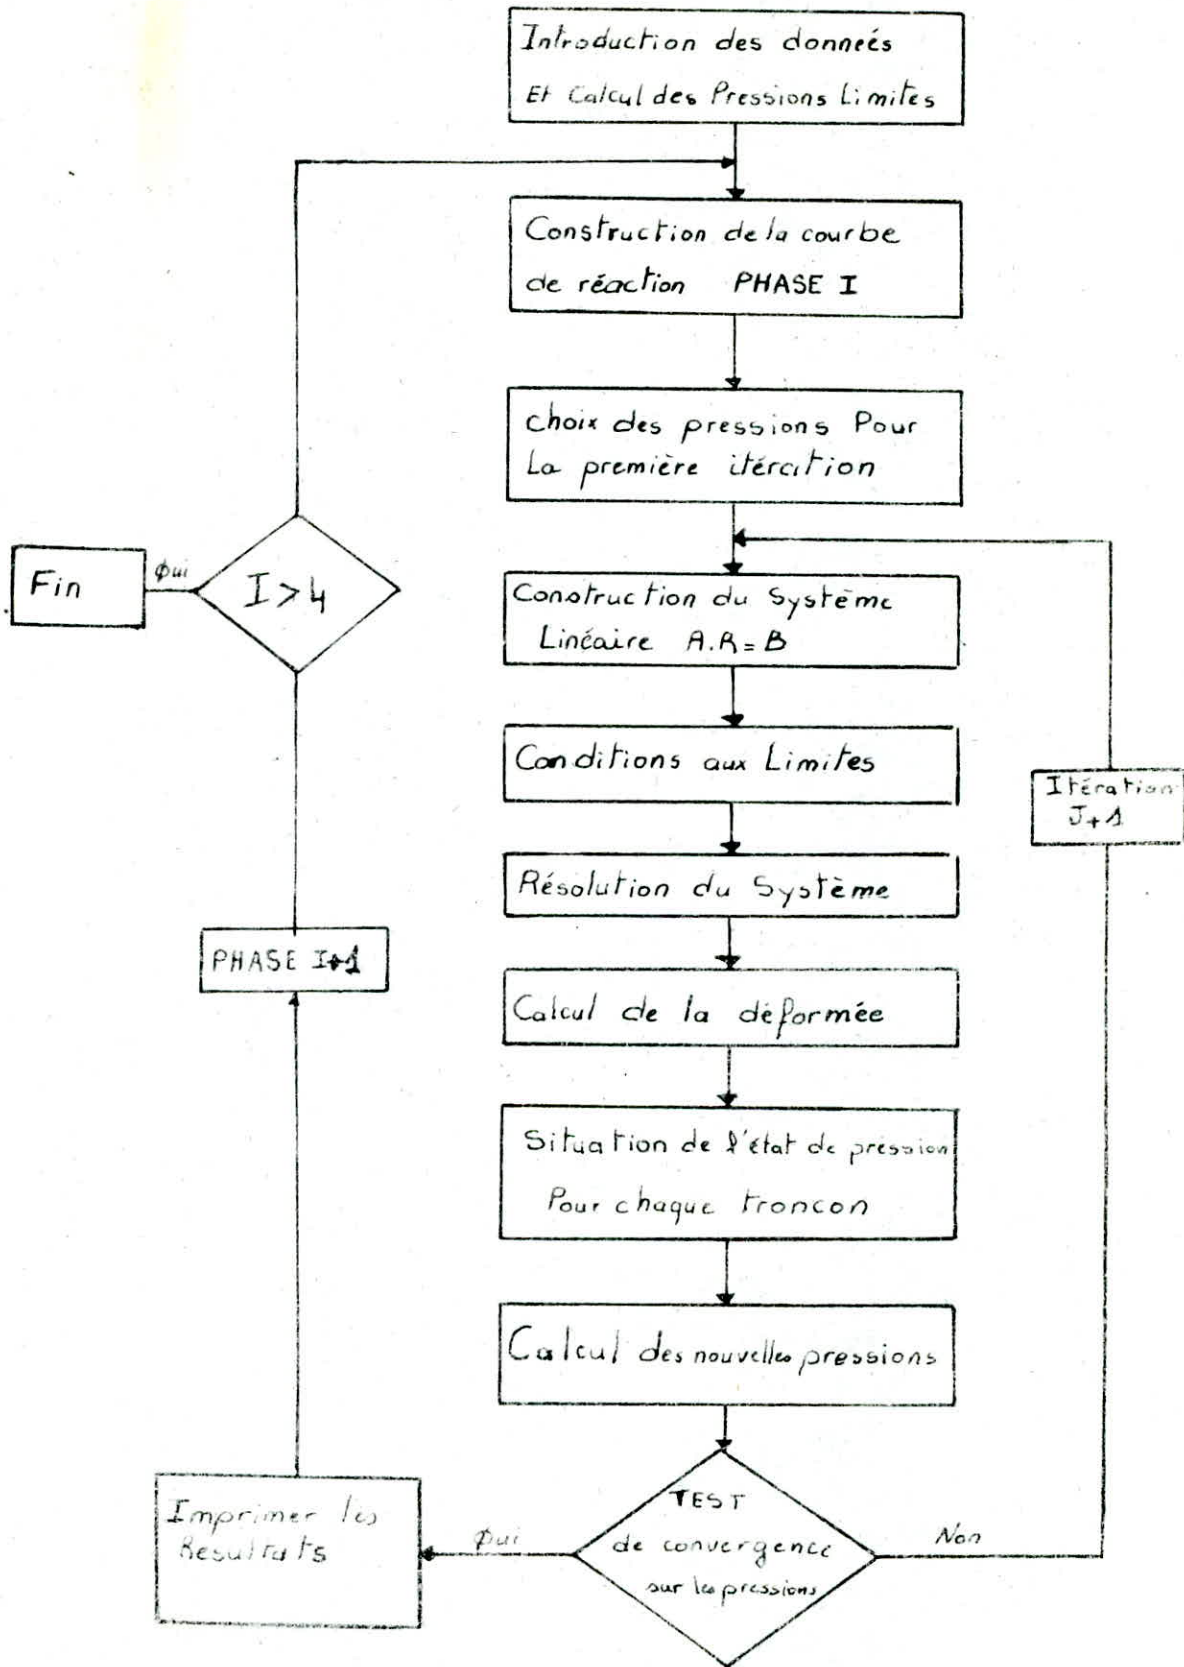 Introduction des données
Et Calcul des Pressions Limites
Construction de la courbe
de réaction PHASE I
choix des pressions Pour
La première itération
Fin
oui
I>4
Construction du Système
Linéaire A.R=B
Conditions aux Limites
Itération
J+1
Résolution du Système
PHASE I+1
Calcul de la déformée
Situation de l'état de pression
Pour chaque troncon
Calcul des nouvelles pressions
Imprimer les
Resultats
oui
TEST
de convergence
sur les pressions
Non